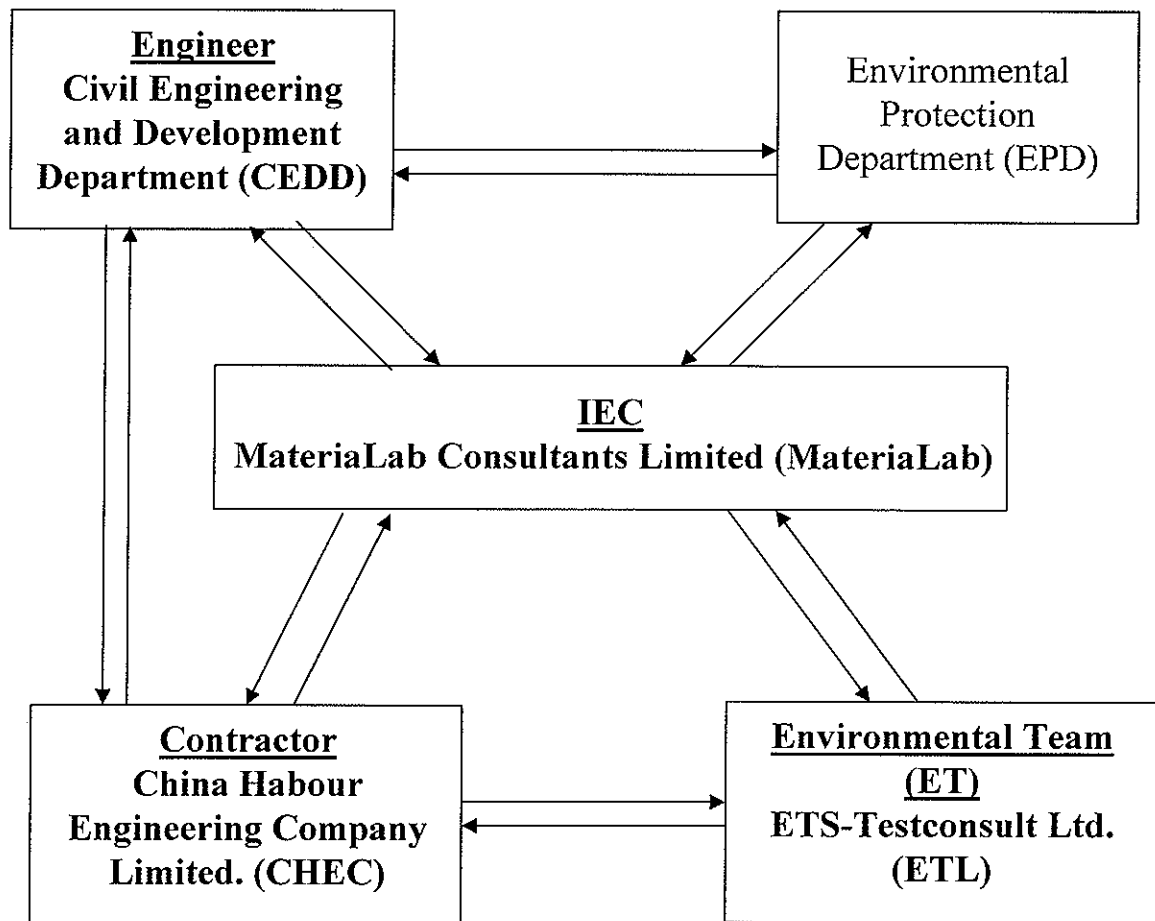 Engineer
Civil Engineering
and Development
Department (CEDD)
Environmental
Protection
Department (EPD)
IEC
MateriaLab Consultants Limited (MateriaLab)
Contractor
China Habour
Engineering Company
Limited. (CHEC)
Environmental Team
(ET)
ETS-Testconsult Ltd.
(ETL)